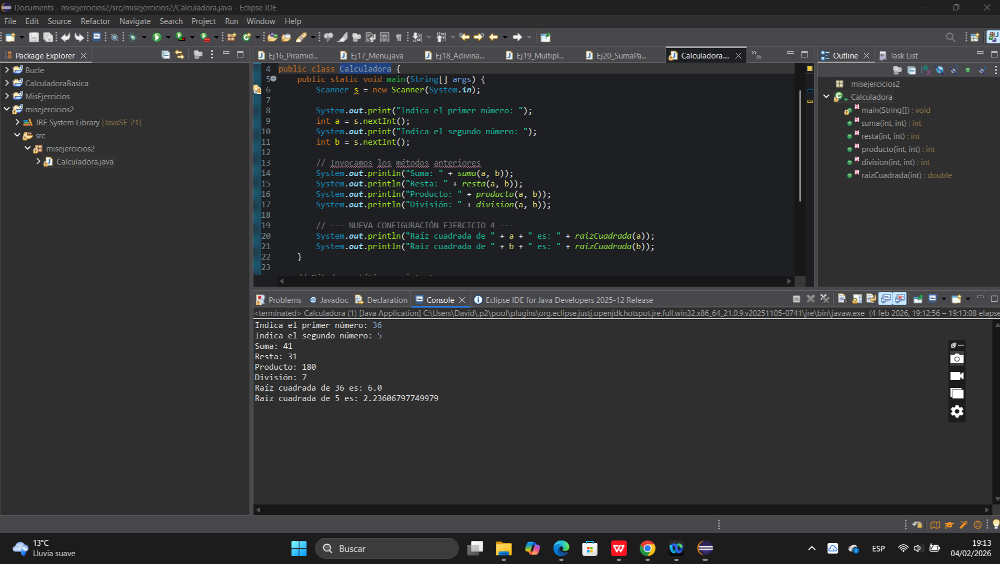 Documents - misejercicios2/src/misejercicios2/Calculadora.java - Eclipse IDE
File Edit Source Refactor Navigate Search Project Run Window Help
Package Explorer
Bucle
CalculadoraBasica
MisEjercicios
misejercicios2
JRE System Library [JavaSE-21]
src
misejercicios2
Calculadora.java
Ej16_Piramid... Ej17_Menu.java Ej18_Adivina... Ej19_Multipl... Ej20_SumaPa... Calculadora.... »36
4 public class Calculadora {
5 public static void main(String[] args) {
6 Scanner s = new Scanner(System.in);
7
8 System.out.print("Indica el primer número: ");
9 int a = s.nextInt();
10 System.out.print("Indica el segundo número: ");
11 int b = s.nextInt();
12
13 // Invocamos los métodos anteriores
14 System.out.println("Suma: " + suma(a, b));
15 System.out.println("Resta: " + resta(a, b));
16 System.out.println("Producto: " + producto(a, b));
17 System.out.println("División: " + division(a, b));
18
19 // --- NUEVA CONFIGURACIÓN EJERCICIO 4 ---
20 System.out.println("Raíz cuadrada de " + a + " es: " + raizCuadrada(a));
21 System.out.println("Raíz cuadrada de " + b + " es: " + raizCuadrada(b));
22 }
23
Outline Task List
misejercicios2
Calculadora
main(String[]) : void
suma(int, int) : int
resta(int, int) : int
producto(int, int) : int
division(int, int) : int
raizCuadrada(int) : double
Problems Javadoc Declaration Console Eclipse IDE for Java Developers 2025-12 Release
<terminated> Calculadora (1) [Java Application] C:\Users\David\.p2\pool\plugins\org.eclipse.justj.openjdk.hotspot.jre.full.win32.x86_64_21.0.9.v20251105-0741\jre\bin\javaw.exe (4 feb 2026, 19:12:56 – 19:13:08 elapse
Indica el primer número: 36
Indica el segundo número: 5
Suma: 41
Resta: 31
Producto: 180
División: 7
Raíz cuadrada de 36 es: 6.0
Raíz cuadrada de 5 es: 2.23606797749979
13°C
Lluvia suave
Buscar
ESP
19:13
04/02/2026